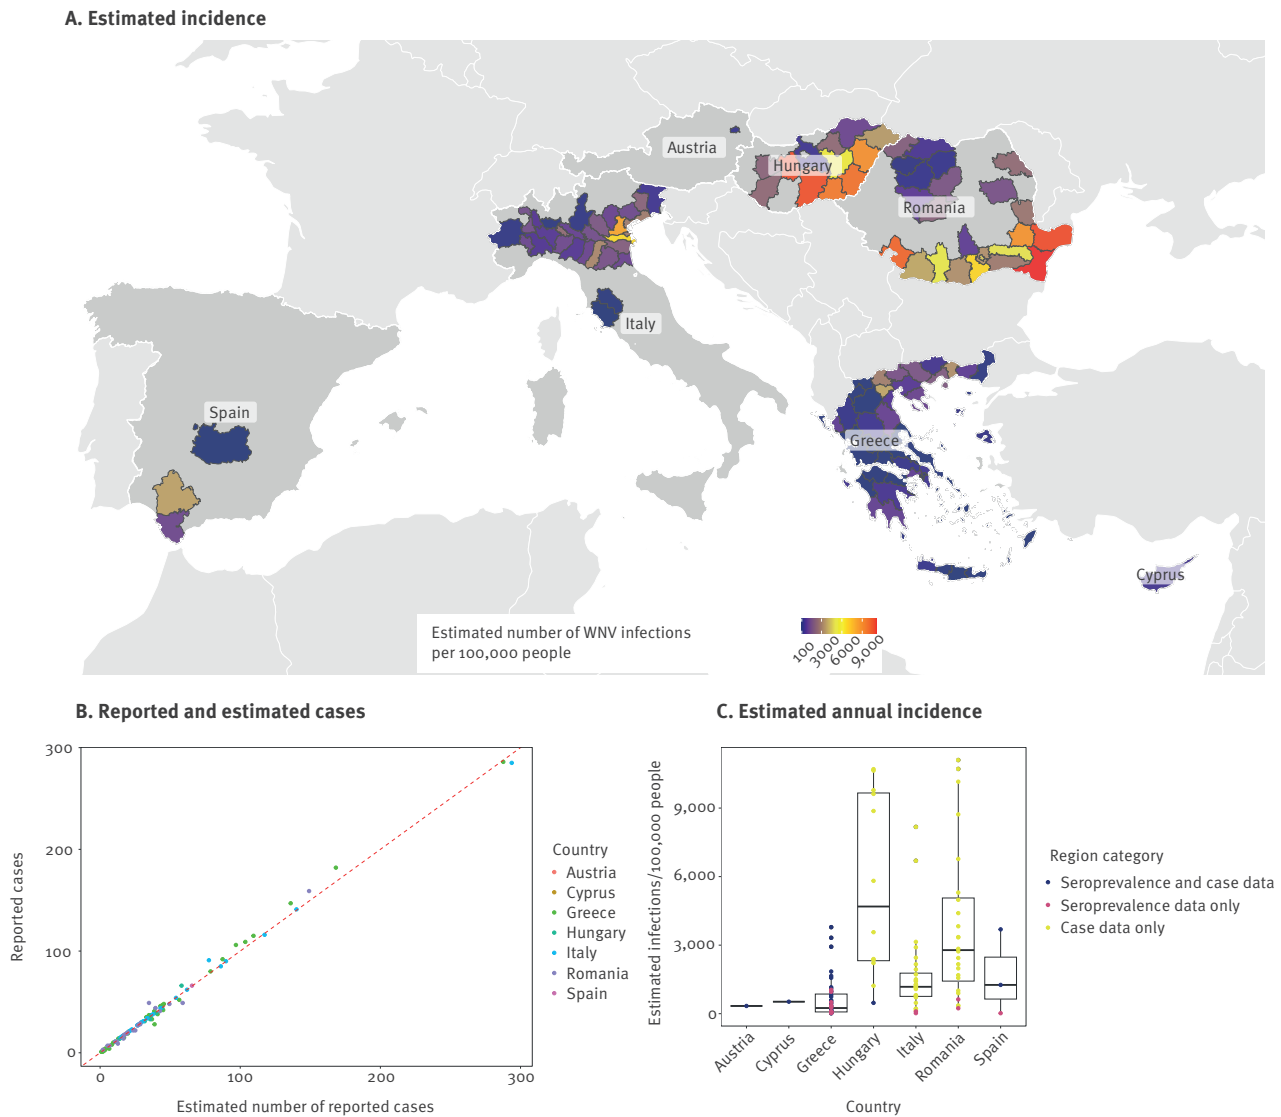 A. Estimated incidence
Austria
Hungary
Romania
Italy
Spain
Greece
Cyprus
Estimated number of WNV infections
per 100,000 people
100
3000
6000
9,000
B. Reported and estimated cases
Reported cases
300
200
100
0
0
100
200
300
Estimated number of reported cases
Country
Austria
Cyprus
Greece
Hungary
Italy
Romania
Spain
C. Estimated annual incidence
Estimated infections/100,000 people
9,000
6,000
3,000
0
Austria
Cyprus
Greece
Hungary
Italy
Romania
Spain
Country
Region category
Seroprevalence and case data
Seroprevalence data only
Case data only